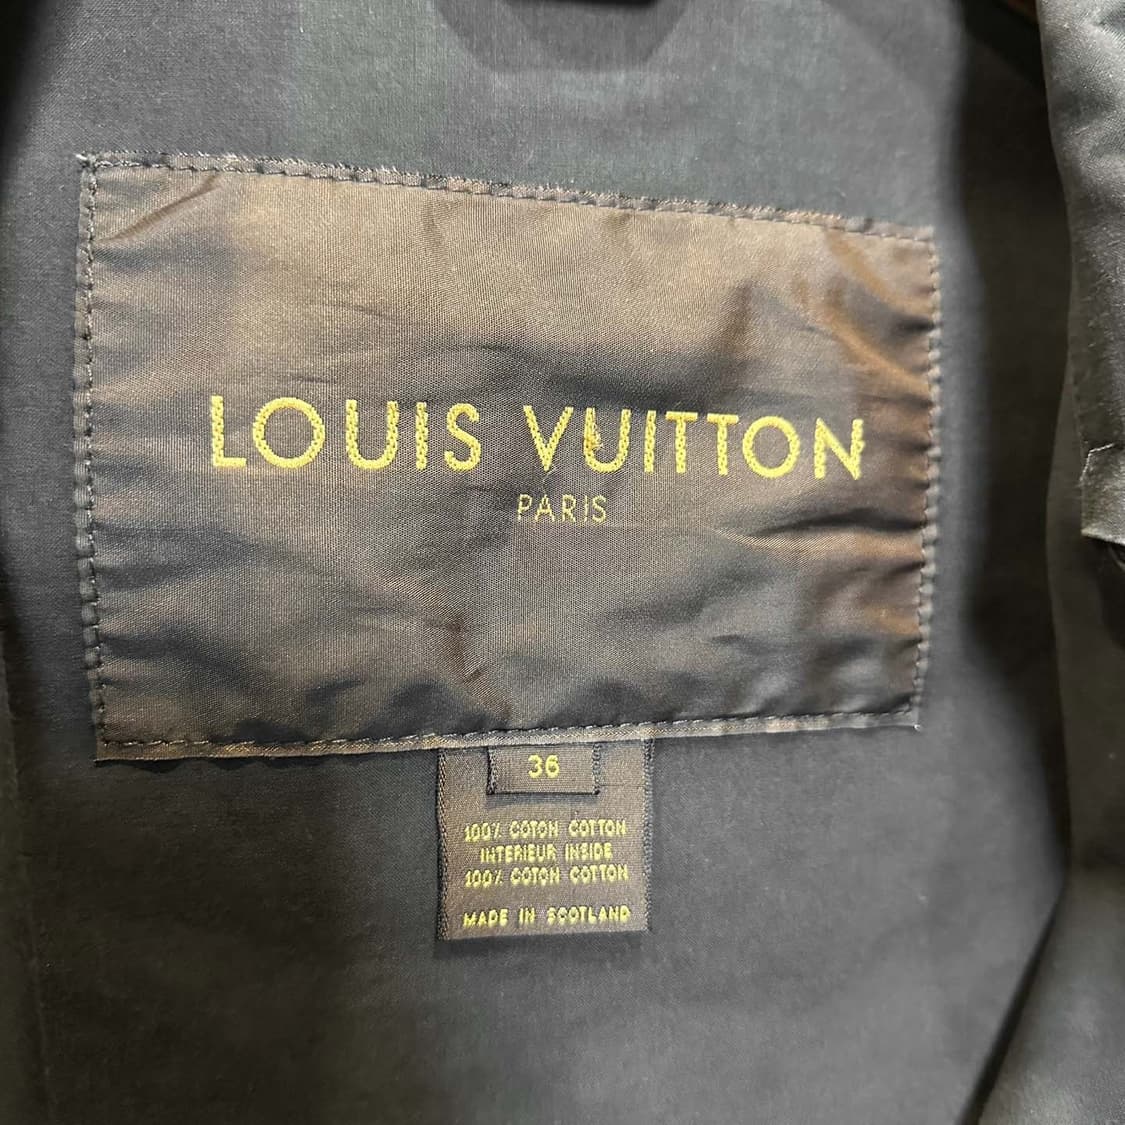 LOUIS VUITTON
PARIS
36
100% COTON COTTON
INTERIEUR INSIDE
100% COTON COTTON
MADE IN SCOTLAND